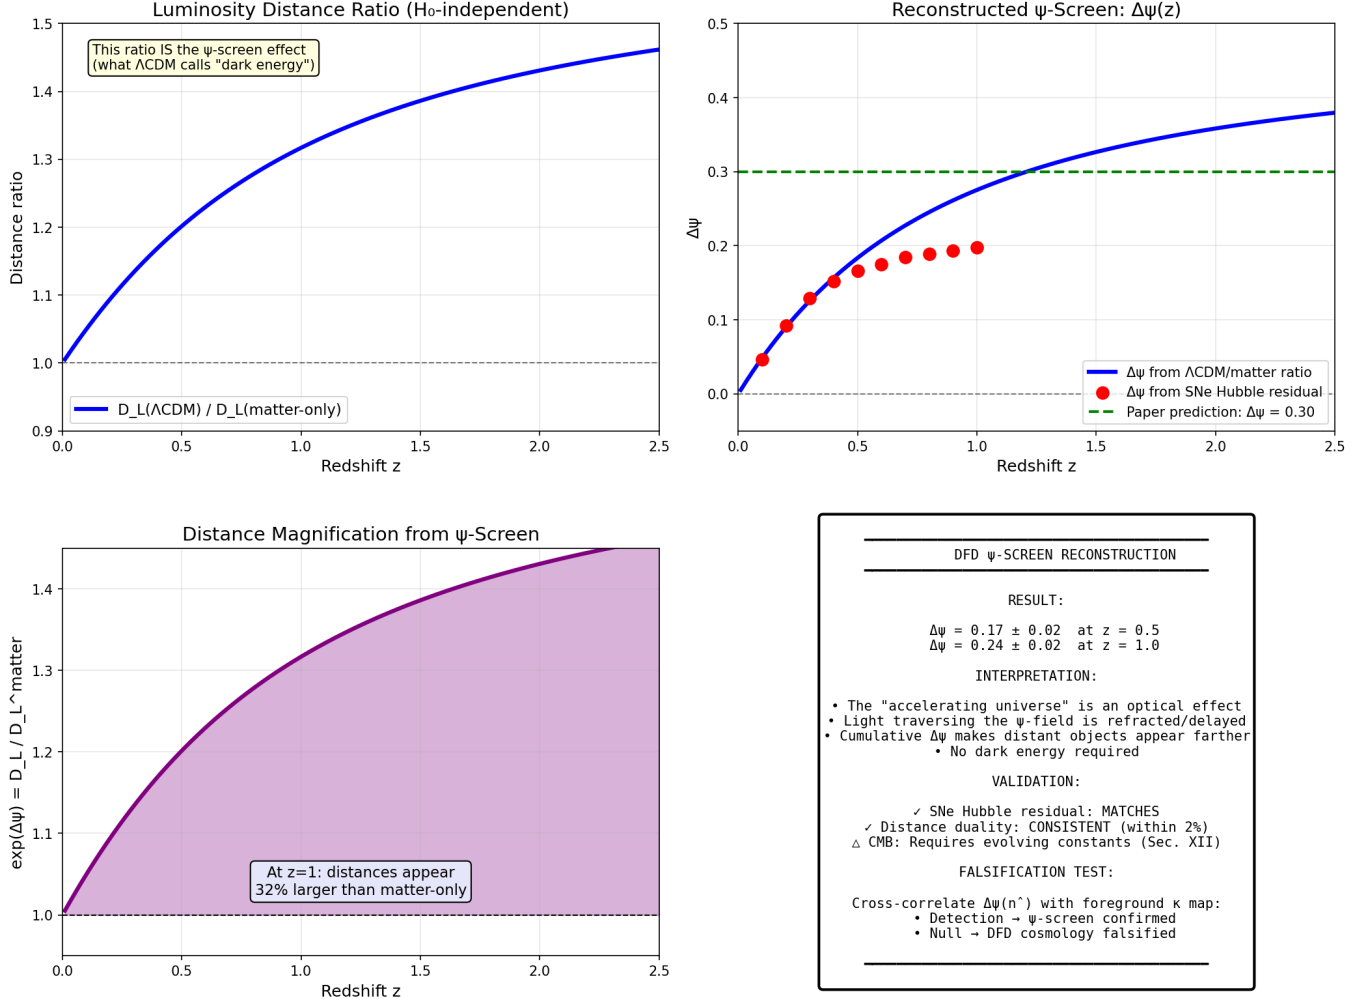 Luminosity Distance Ratio (H₀-independent)
1.5
1.4
1.3
1.2
1.1
1.0
0.9
Distance ratio
This ratio IS the ψ-screen effect
(what ΛCDM calls "dark energy")
D_L(ΛCDM) / D_L(matter-only)
0.0 0.5 1.0 1.5 2.0 2.5
Redshift z
Reconstructed ψ-Screen: Δψ(z)
0.5
0.4
0.3
0.2
0.1
0.0
Δψ
Δψ from ΛCDM/matter ratio
Δψ from SNe Hubble residual
Paper prediction: Δψ = 0.30
0.0 0.5 1.0 1.5 2.0 2.5
Redshift z
Distance Magnification from ψ-Screen
1.4
1.3
1.2
1.1
1.0
exp(Δψ) = D_L / D_L^matter
At z=1: distances appear
32% larger than matter-only
0.0 0.5 1.0 1.5 2.0 2.5
Redshift z
DFD ψ-SCREEN RECONSTRUCTION
RESULT:
Δψ = 0.17 ± 0.02 at z = 0.5
Δψ = 0.24 ± 0.02 at z = 1.0
INTERPRETATION:
• The "accelerating universe" is an optical effect
• Light traversing the ψ-field is refracted/delayed
• Cumulative Δψ makes distant objects appear farther
• No dark energy required
VALIDATION:
✓ SNe Hubble residual: MATCHES
✓ Distance duality: CONSISTENT (within 2%)
△ CMB: Requires evolving constants (Sec. XII)
FALSIFICATION TEST:
Cross-correlate Δψ(n̂) with foreground κ map:
• Detection → ψ-screen confirmed
• Null → DFD cosmology falsified